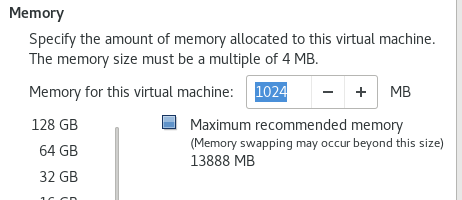 Memory
Specify the amount of memory allocated to this virtual machine.
The memory size must be a multiple of 4 MB.
Memory for this virtual machine: 1024 − + MB
128 GB
Maximum recommended memory
64 GB
(Memory swapping may occur beyond this size)
13888 MB
32 GB
16 GB